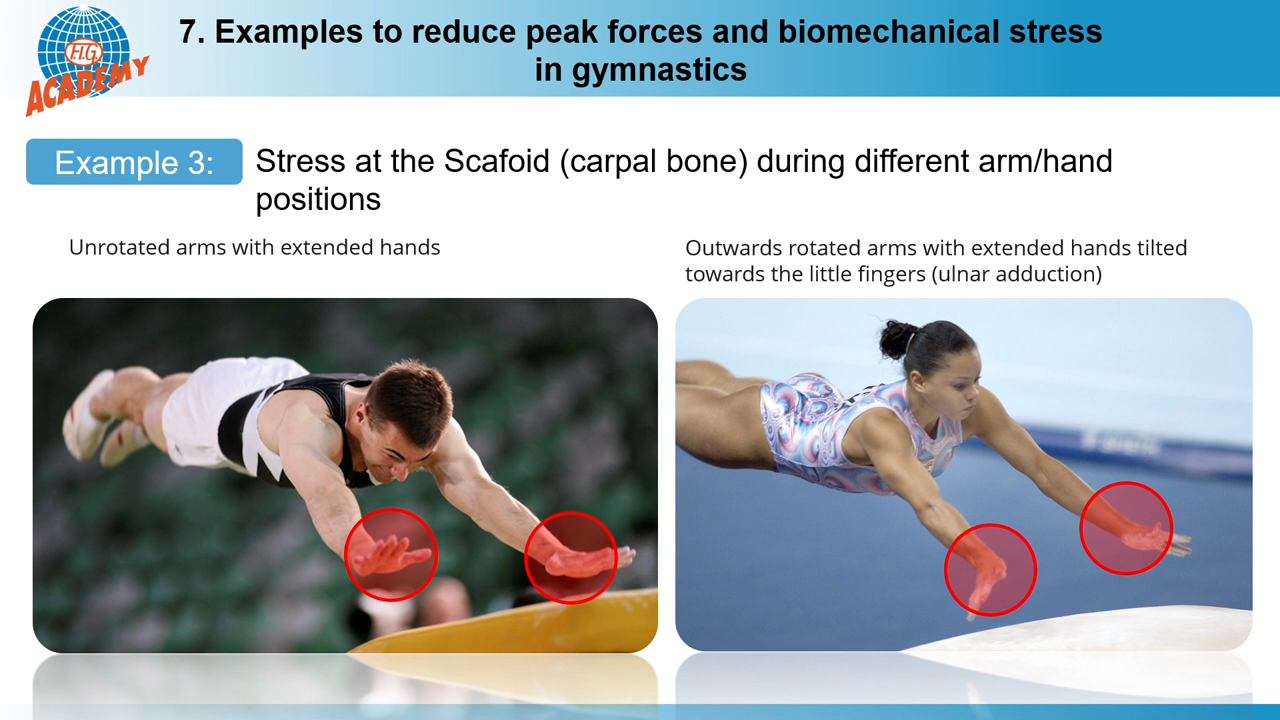 F.I.G.
ACADEMY
7. Examples to reduce peak forces and biomechanical stress
in gymnastics
Example 3:
Stress at the Scafoid (carpal bone) during different arm/hand
positions
Unrotated arms with extended hands
Outwards rotated arms with extended hands tilted
towards the little fingers (ulnar adduction)